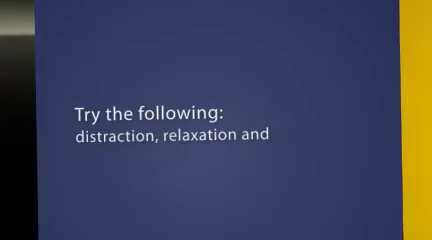 Try the following:
distraction, relaxation and